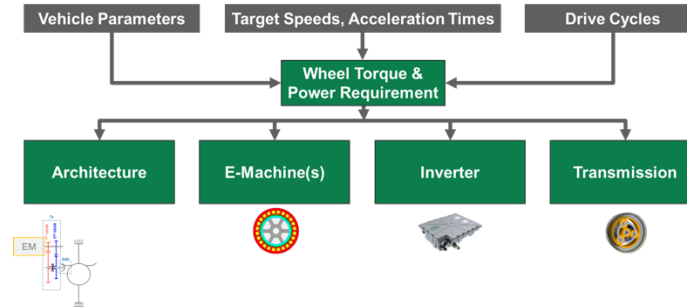 Vehicle Parameters
Target Speeds, Acceleration Times
Drive Cycles
Wheel Torque &
Power Requirement
Architecture
E-Machine(s)
Inverter
Transmission
EM